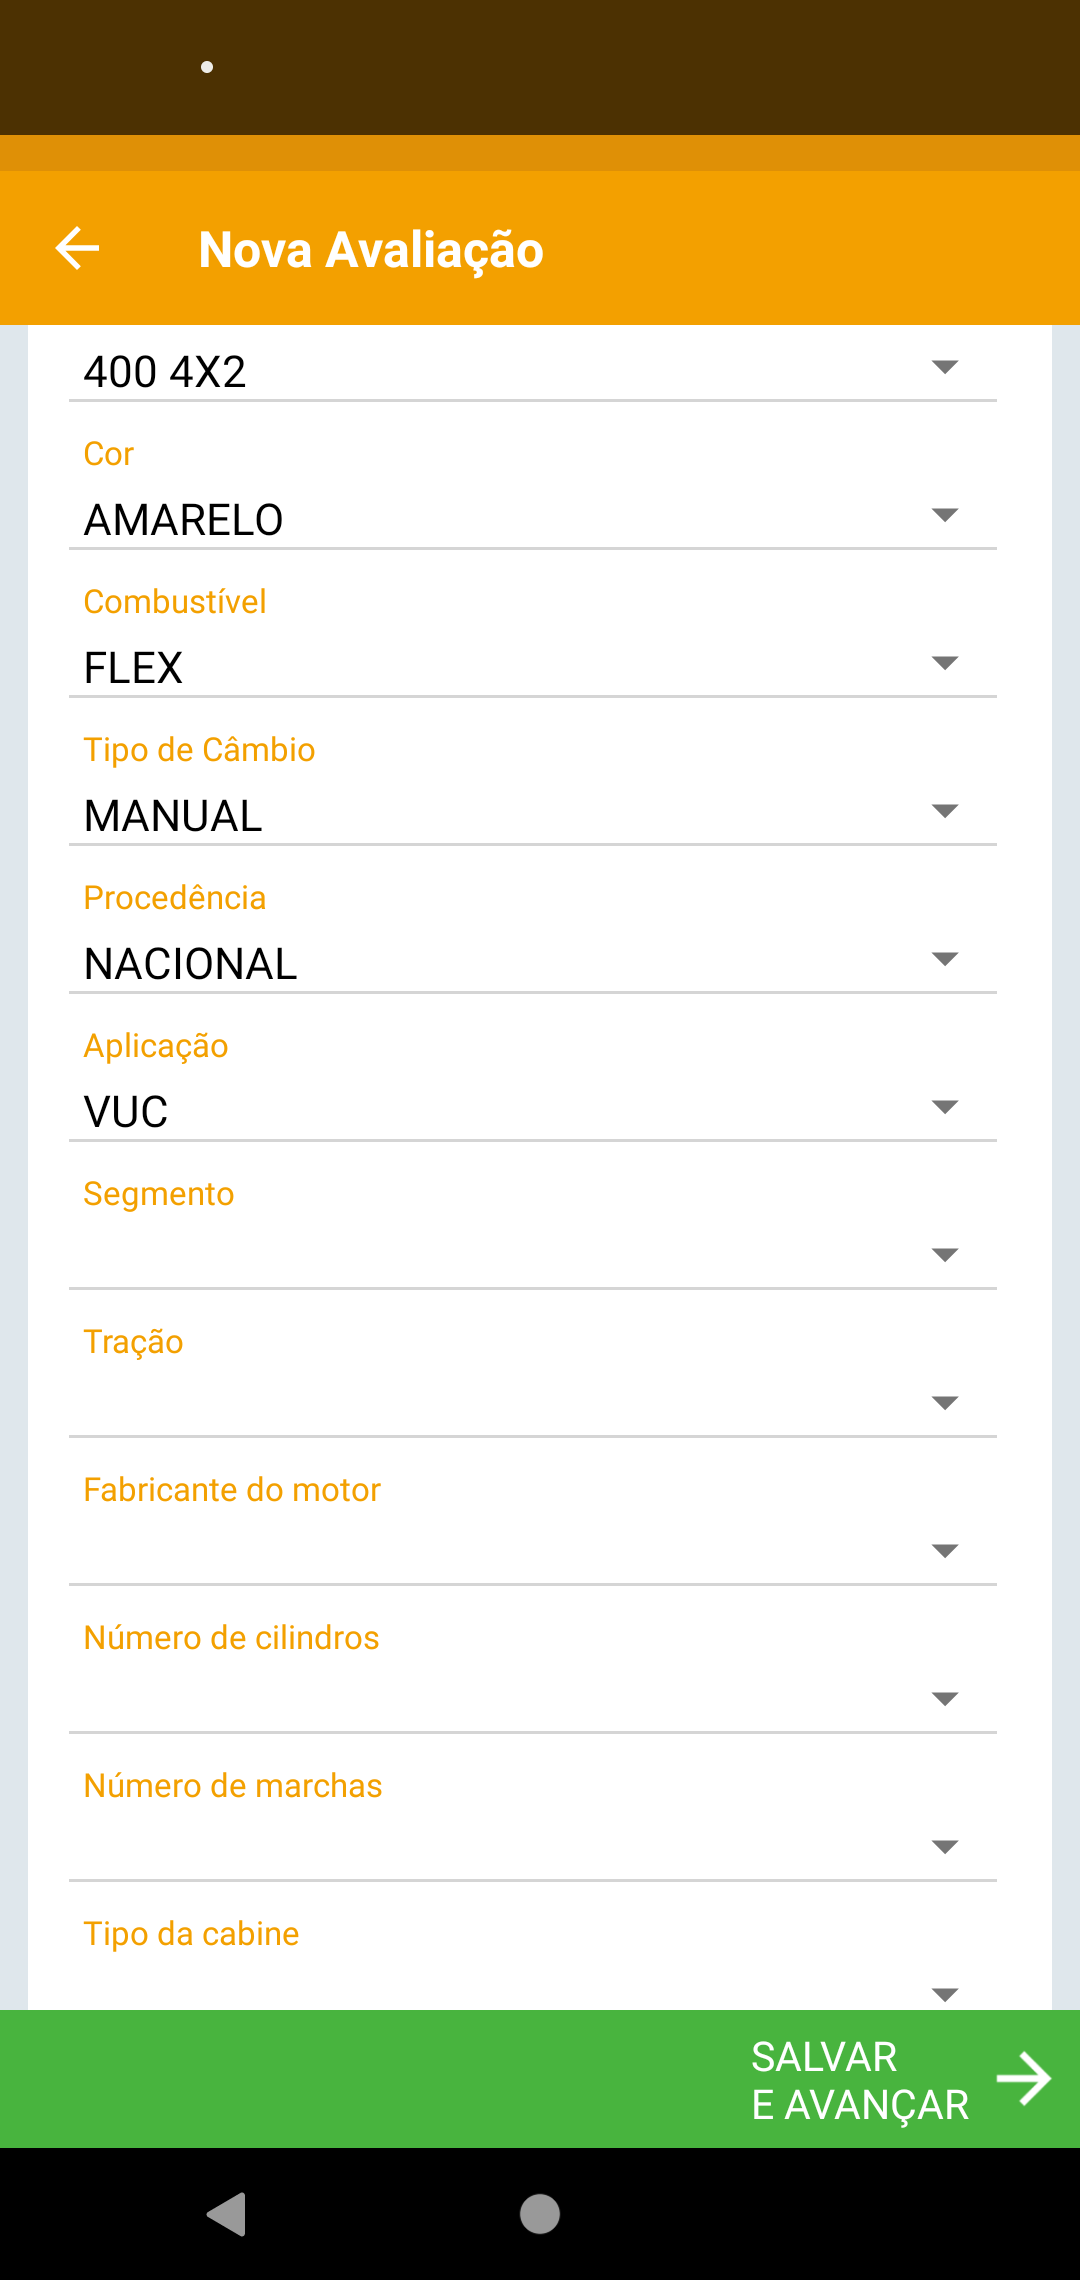 Nova Avaliação
400 4X2
Cor
AMARELO
Combustível
FLEX
Tipo de Câmbio
MANUAL
Procedência
NACIONAL
Aplicação
VUC
Segmento
Tração
Fabricante do motor
Número de cilindros
Número de marchas
Tipo da cabine
SALVAR
E AVANÇAR